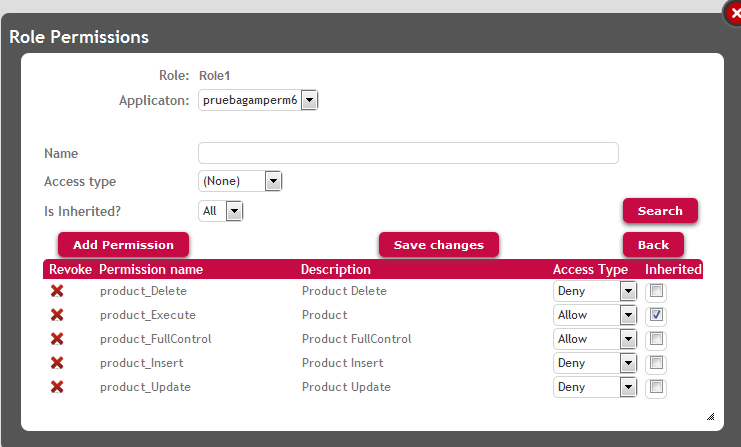 Role Permissions
Role: Role1
Applicaton: pruebagamperm6
Name
Access type (None)
Is Inherited? All Search
Add Permission Save changes Back
Revoke Permission name Description Access Type Inherited
product_Delete Product Delete Deny
product_Execute Product Allow
product_FullControl Product FullControl Allow
product_Insert Product Insert Deny
product_Update Product Update Deny